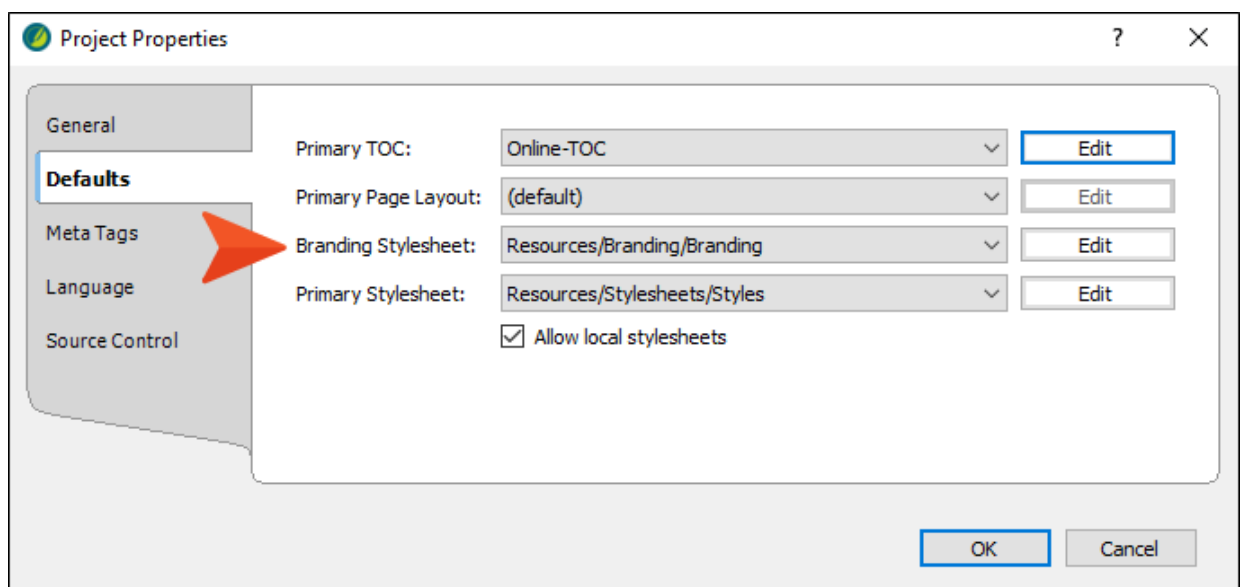 Project Properties
?
General
Defaults
Meta Tags
Language
Source Control
Primary TOC: Online-TOC Edit
Primary Page Layout: (default) Edit
Branding Stylesheet: Resources/Branding/Branding Edit
Primary Stylesheet: Resources/Stylesheets/Styles Edit
Allow local stylesheets
OK Cancel